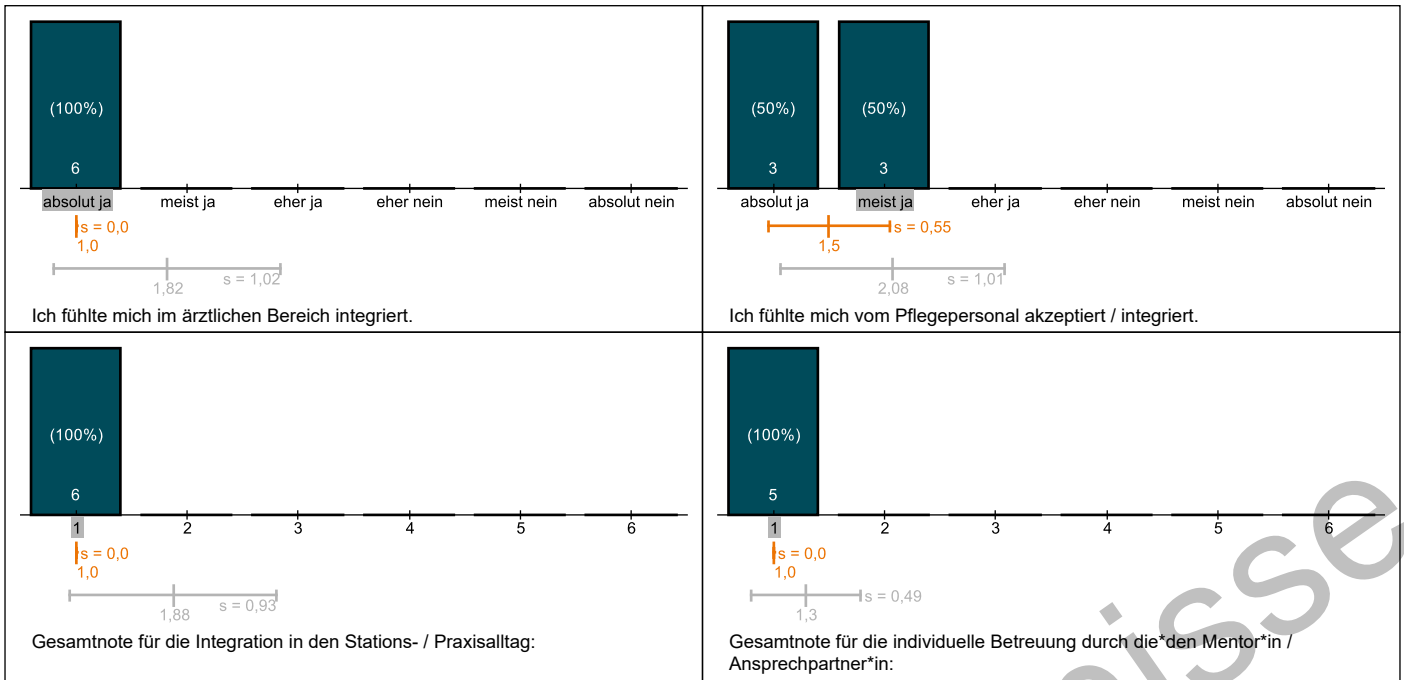 (100%)
6
absolut ja meist ja eher ja eher nein meist nein absolut nein
s = 0,0
1,0
s = 1,02
1,82
Ich fühlte mich im ärztlichen Bereich integriert.
(50%) (50%)
3 3
absolut ja meist ja eher ja eher nein meist nein absolut nein
s = 0,55
1,5
s = 1,01
2,08
Ich fühlte mich vom Pflegepersonal akzeptiert / integriert.
(100%)
6
1 2 3 4 5 6
s = 0,0
1,0
s = 0,93
1,88
Gesamtnote für die Integration in den Stations- / Praxisalltag:
(100%)
5
1 2 3 4 5 6
s = 0,0
1,0
s = 0,49
1,3
Gesamtnote für die individuelle Betreuung durch die*den Mentor*in /
Ansprechpartner*in: